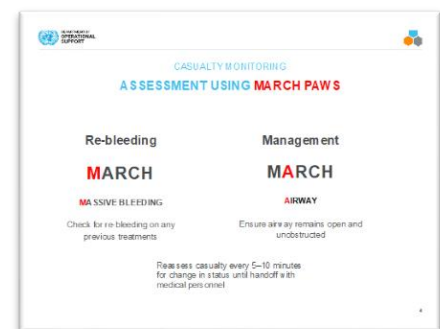 DEPARTMENT OF
OPERATIONAL
SUPPORT
CASUALTY MONITORING
ASSESSMENT USING MARCH PAWS
Re-bleeding
MARCH
MASSIVE BLEEDING
Check for re-bleeding on any
previous treatments
Management
MARCH
AIRWAY
Ensure airway remains open and
unobstructed
Reassess casualty every 5–10 minutes
for change in status until handoff with
medical personnel